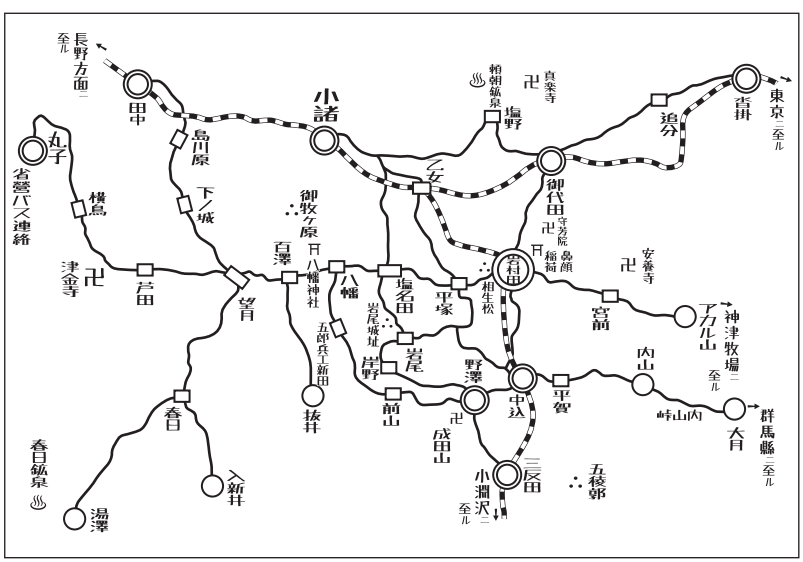 長野方面ニ
至ル
田中
小諸
島川原
丸子
省營バス連絡
横鳥
下ノ城
御牧ヶ原
津金寺
芦田
望月
百澤
八幡神社
八幡
塩名田
乙女
頼朝鉱泉
塩野
真楽寺
追分
沓掛
東京ニ至ル
御代田
守芳院
稲荷
鼻顔
安養寺
岩村田
相生松
平塚
岩尾城址
岩尾
五郎兵エ新田
岸野
前山
抜井
野澤
成田山
中込
平賀
宮前
アカル山
神津牧場ニ
至ル
内山
内山峠
大月
群馬縣ニ至ル
三反田
小淵沢ニ
至ル
五稜郭
春日
春日鉱泉
入新井
湯澤